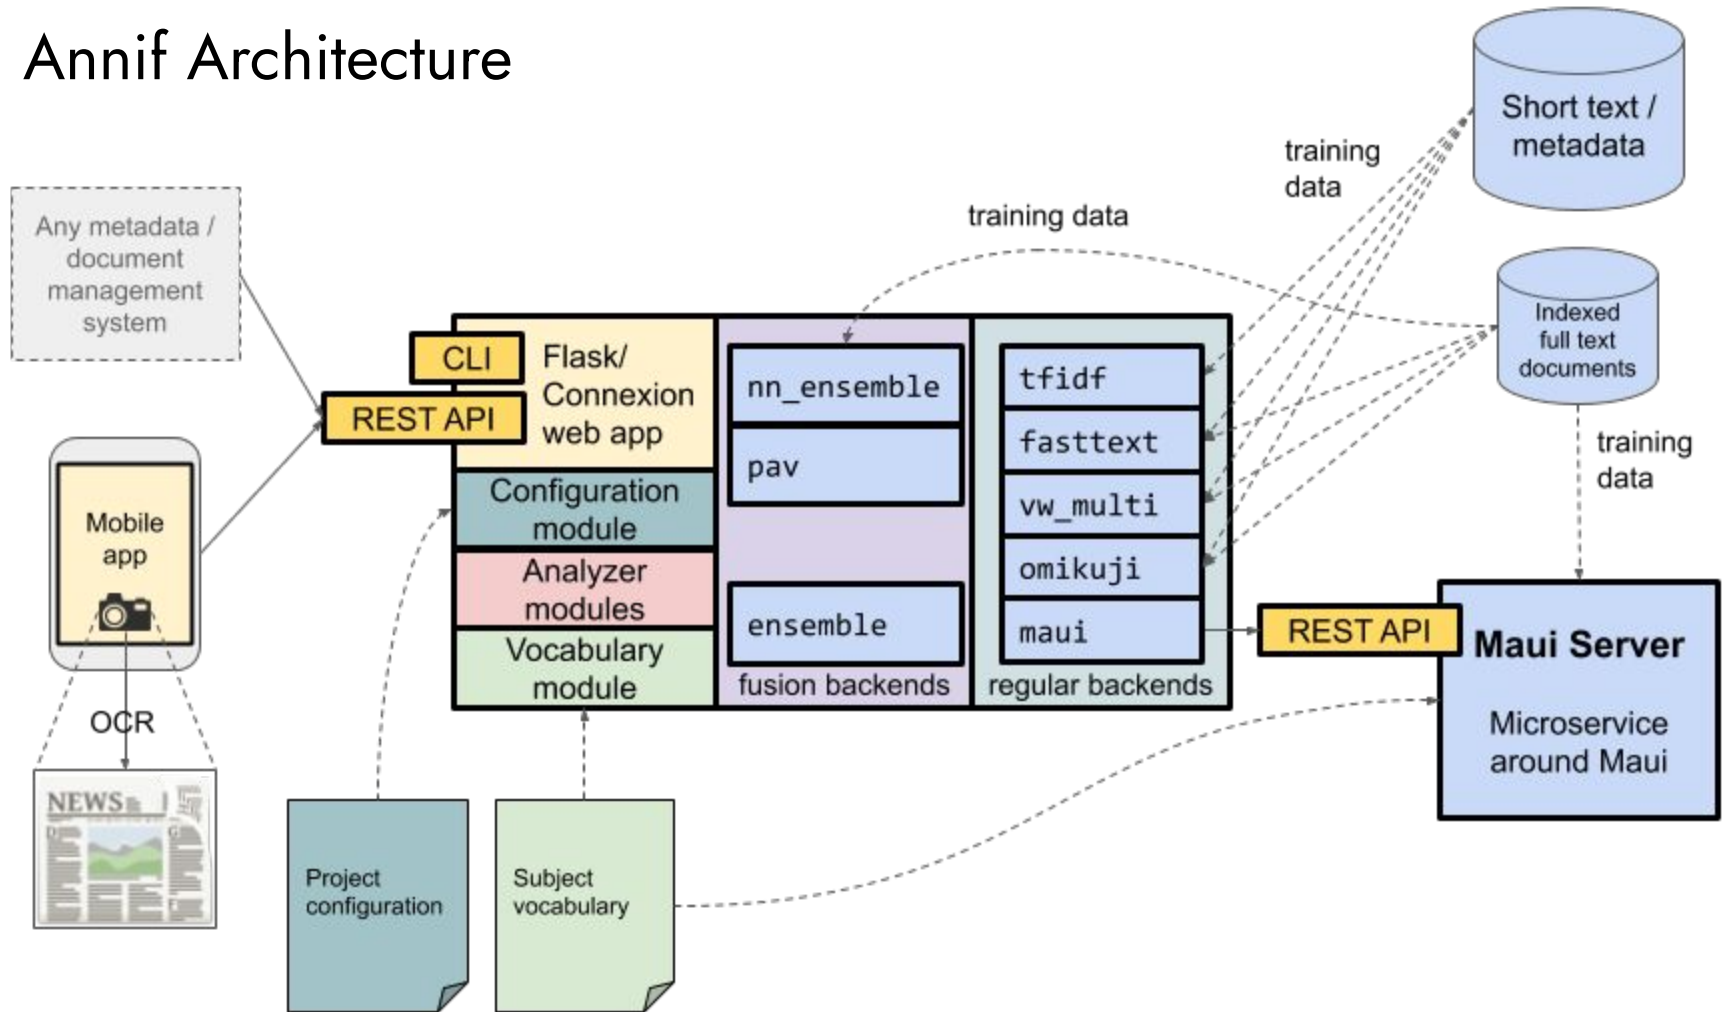 Annif Architecture
Short text /
metadata
training
data
training data
Any metadata /
document
management
system
Indexed
full text
documents
CLI
REST API
Flask/
Connexion
web app
nn_ensemble
pav
ensemble
fusion backends
tfidf
fasttext
vw_multi
omikuji
maui
regular backends
training
data
Configuration
module
Analyzer
modules
Vocabulary
module
Mobile
app
OCR
NEWS
REST API
Maui Server
Microservice
around Maui
Project
configuration
Subject
vocabulary